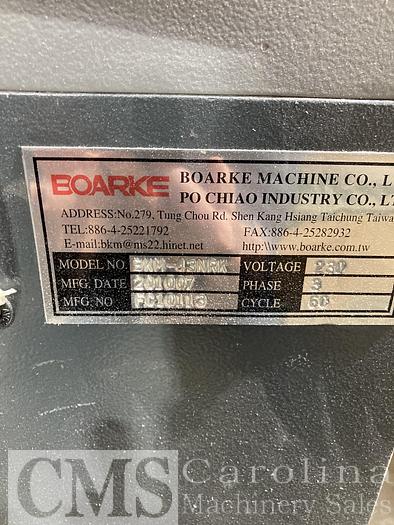 BOARKE BOARKE MACHINE CO., L
PO CHIAO INDUSTRY CO., LT
ADDRESS:No.279, Tung Chou Rd. Shen Kang Hsiang Taichung Taiwa
TEL:886-4-25221792 FAX:886-4-25282932
E-mail:bkm@nis22.hinet.net http:\\www.boarke.com.tw
MODEL NO VOLTAGE 230
MFG. DATE 201007 PHASE 3
MFG. NO FC10113 CYCLE 60
CMS Carolina
Machinery Sales